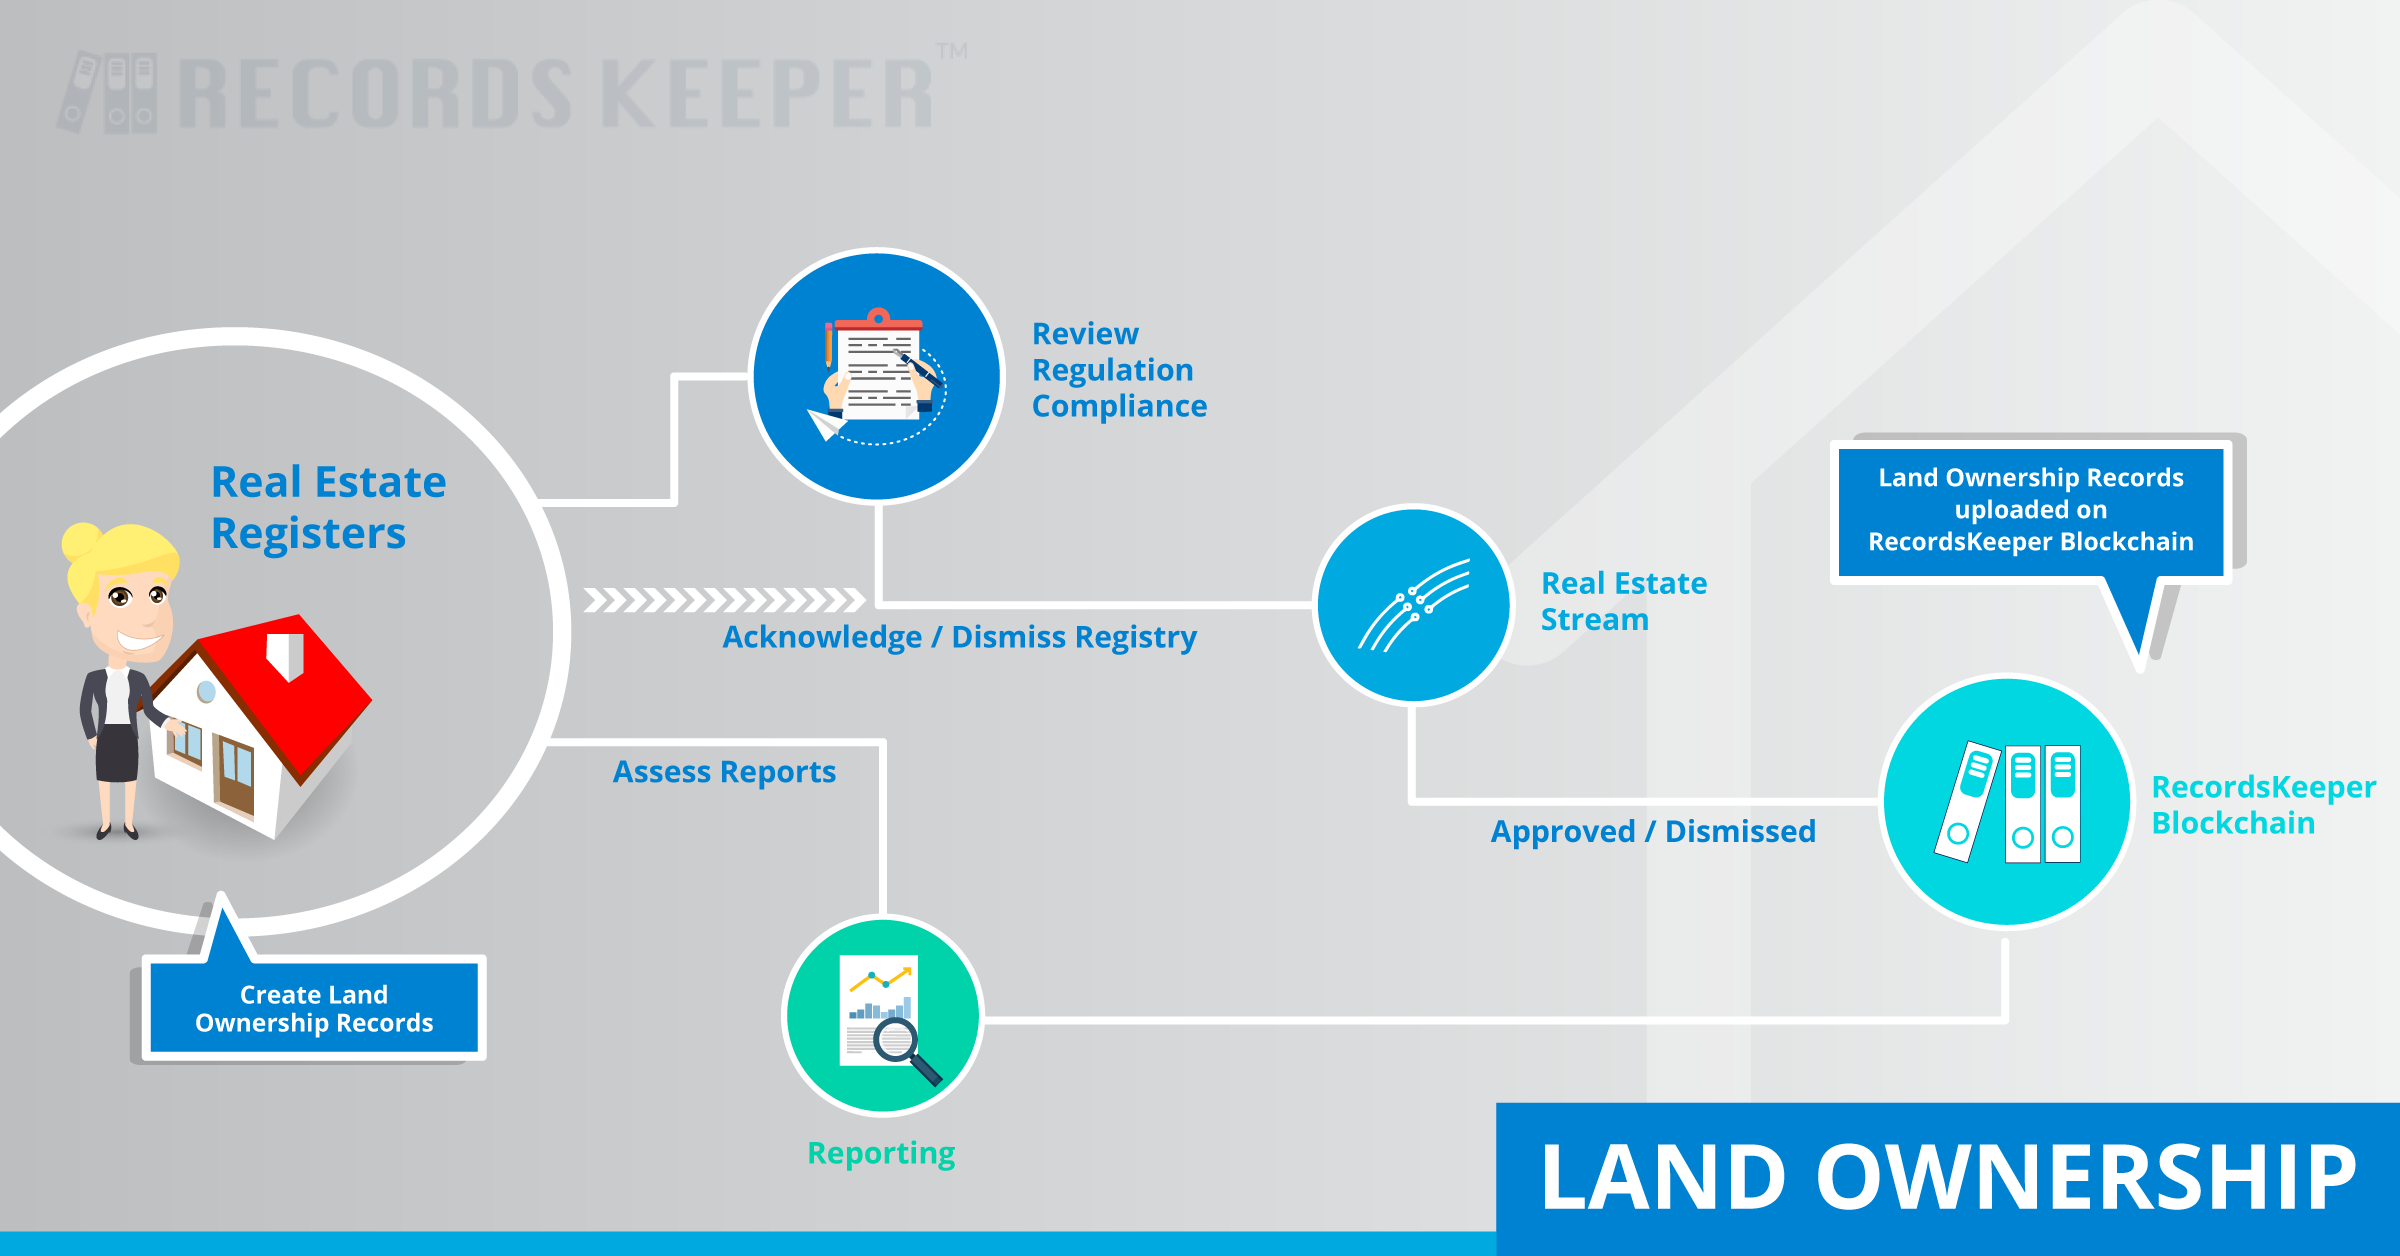 RECORDS KEEPER™
Review
Regulation
Compliance
Real Estate
Registers
Land Ownership Records
uploaded on
RecordsKeeper Blockchain
Real Estate
Stream
Acknowledge / Dismiss Registry
Assess Reports
RecordsKeeper
Blockchain
Approved / Dismissed
Create Land
Ownership Records
Reporting
LAND OWNERSHIP